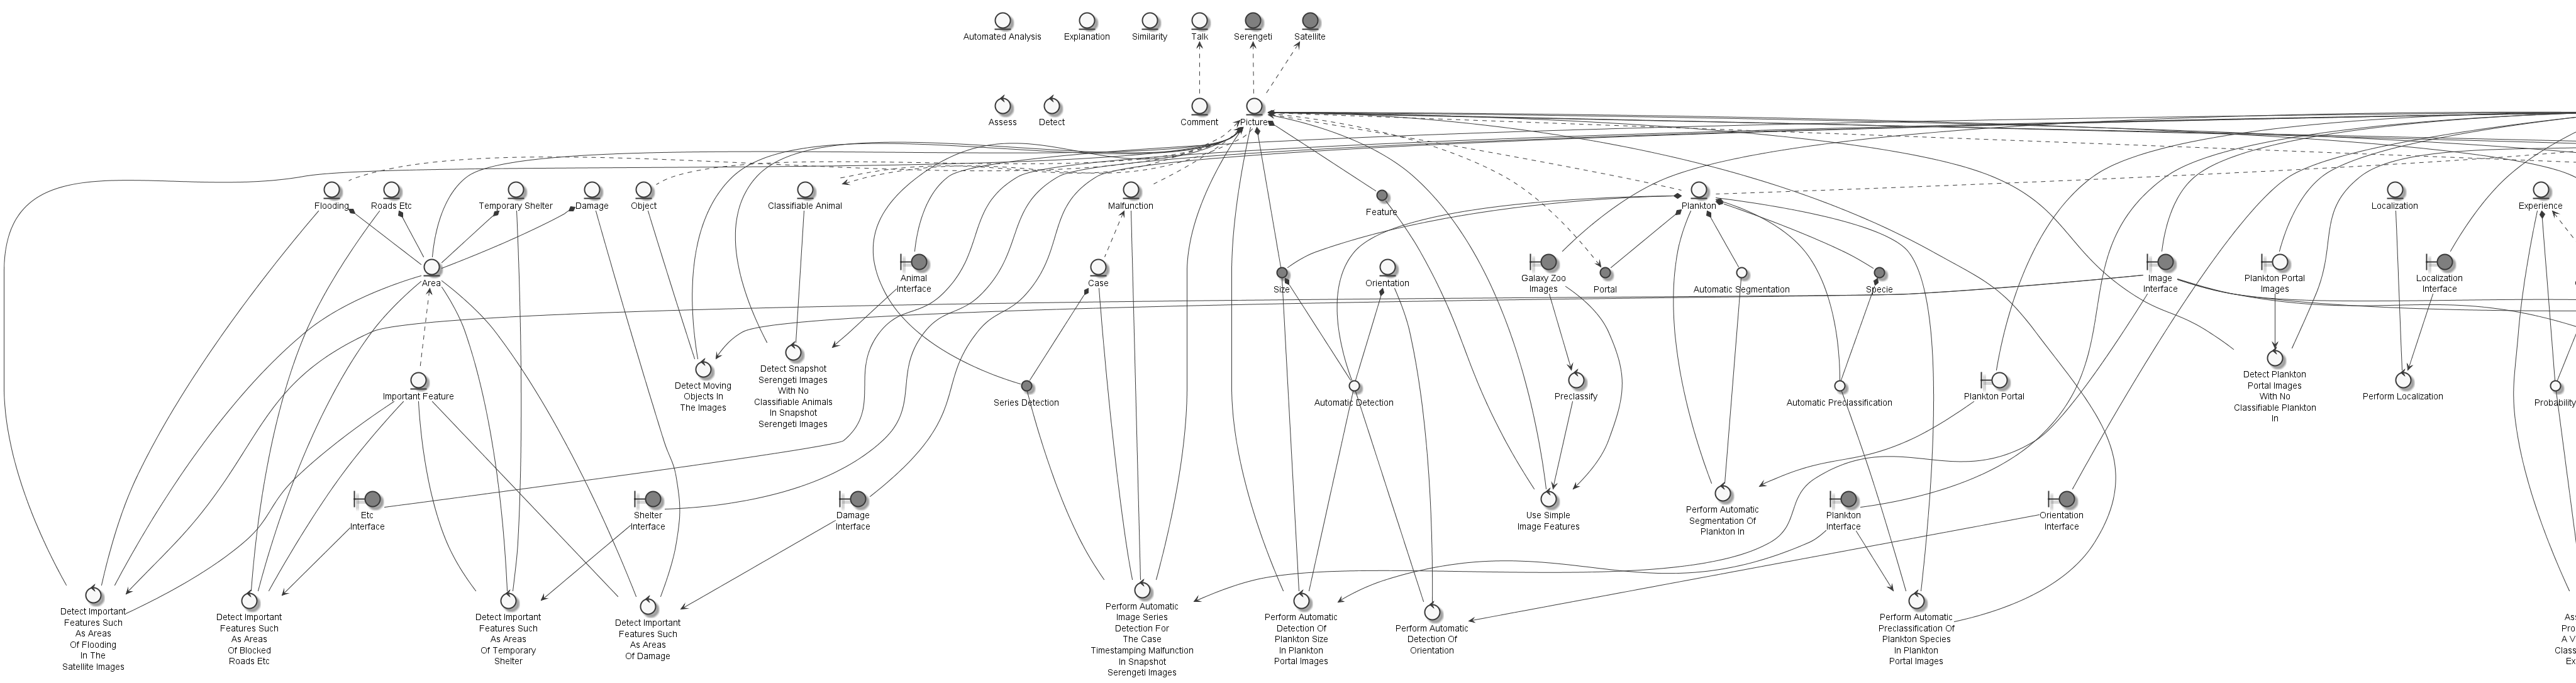 Automated Analysis
Explanation
Similarity
Talk
Serengeti
Satellite
Assess
Detect
Comment
Picture
Flooding
Roads Etc
Temporary Shelter
Damage
Object
Classifiable Animal
Malfunction
Feature
Plankton
Localization
Experience
Area
Animal
Interface
Case
Size
Orientation
Galaxy Zoo
Images
Portal
Automatic Segmentation
Specie
Image
Interface
Plankton Portal
Images
Localization
Interface
Important Feature
Detect Moving
Objects In
The Images
Detect Snapshot
Serengeti Images
With No
Classifiable Animals
In Snapshot
Serengeti Images
Series Detection
Automatic Detection
Preclassify
Automatic Preclassification
Plankton Portal
Detect Plankton
Portal Images
With No
Classifiable Plankton
In
Perform Localization
Probability
Etc
Interface
Shelter
Interface
Damage
Interface
Use Simple
Image Features
Perform Automatic
Segmentation Of
Plankton In
Plankton
Interface
Orientation
Interface
Detect Important
Features Such
As Areas
Of Flooding
In The
Satellite Images
Detect Important
Features Such
As Areas
Of Blocked
Roads Etc
Detect Important
Features Such
As Areas
Of Temporary
Shelter
Detect Important
Features Such
As Areas
Of Damage
Perform Automatic
Image Series
Detection For
The Case
Timestamping Malfunction
In Snapshot
Serengeti Images
Perform Automatic
Detection Of
Plankton Size
In Plankton
Portal Images
Perform Automatic
Detection Of
Orientation
Perform Automatic
Preclassification Of
Plankton Species
In Plankton
Portal Images